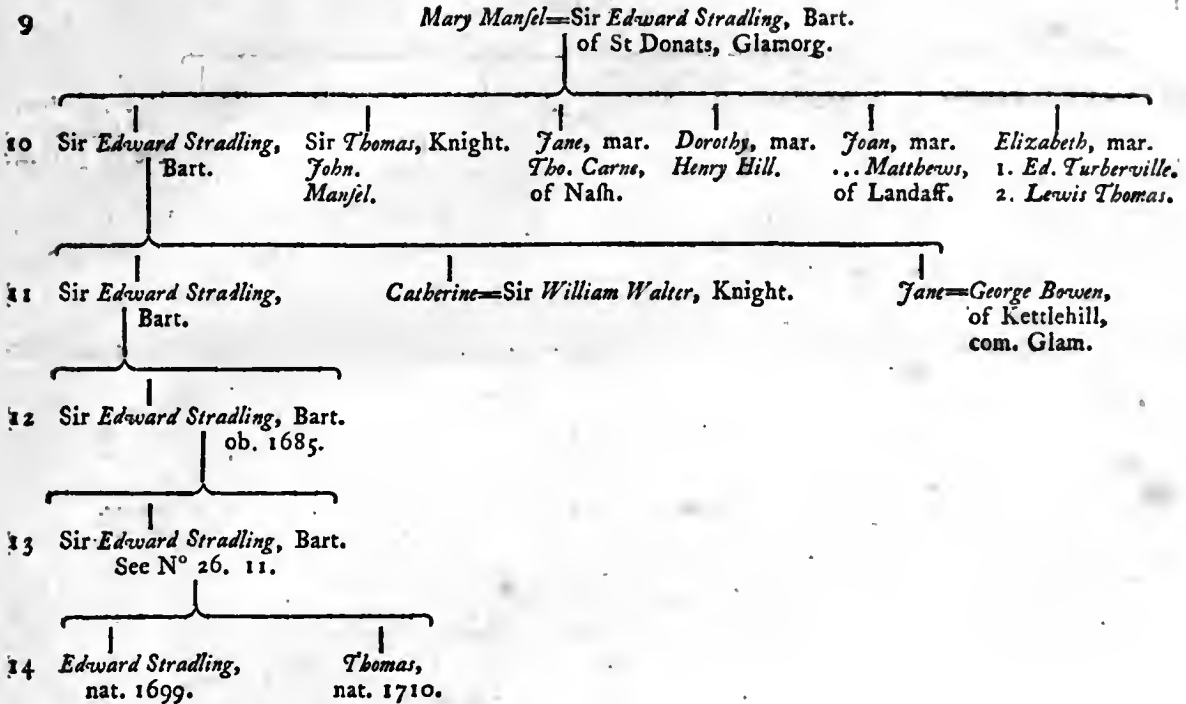 9 Mary Manſel=Sir Edward Stradling, Bart.
of St Donats, Glamorg.
10 Sir Edward Stradling, Bart.
Sir Thomas, Knight.
John.
Manſel.
Jane, mar.
Tho. Carne,
of Naſh.
Dorothy, mar.
Henry Hill.
Joan, mar.
...Matthews,
of Landaff.
Elizabeth, mar.
1. Ed. Turberville.
2. Lewis Thomas.
11 Sir Edward Stradling,
Bart.
Catherine=Sir William Walter, Knight.
Jane=George Bowen,
of Kettlehill,
com. Glam.
12 Sir Edward Stradling, Bart.
ob. 1685.
13 Sir Edward Stradling, Bart.
See N° 26. 11.
14 Edward Stradling,
nat. 1699.
Thomas,
nat. 1710.